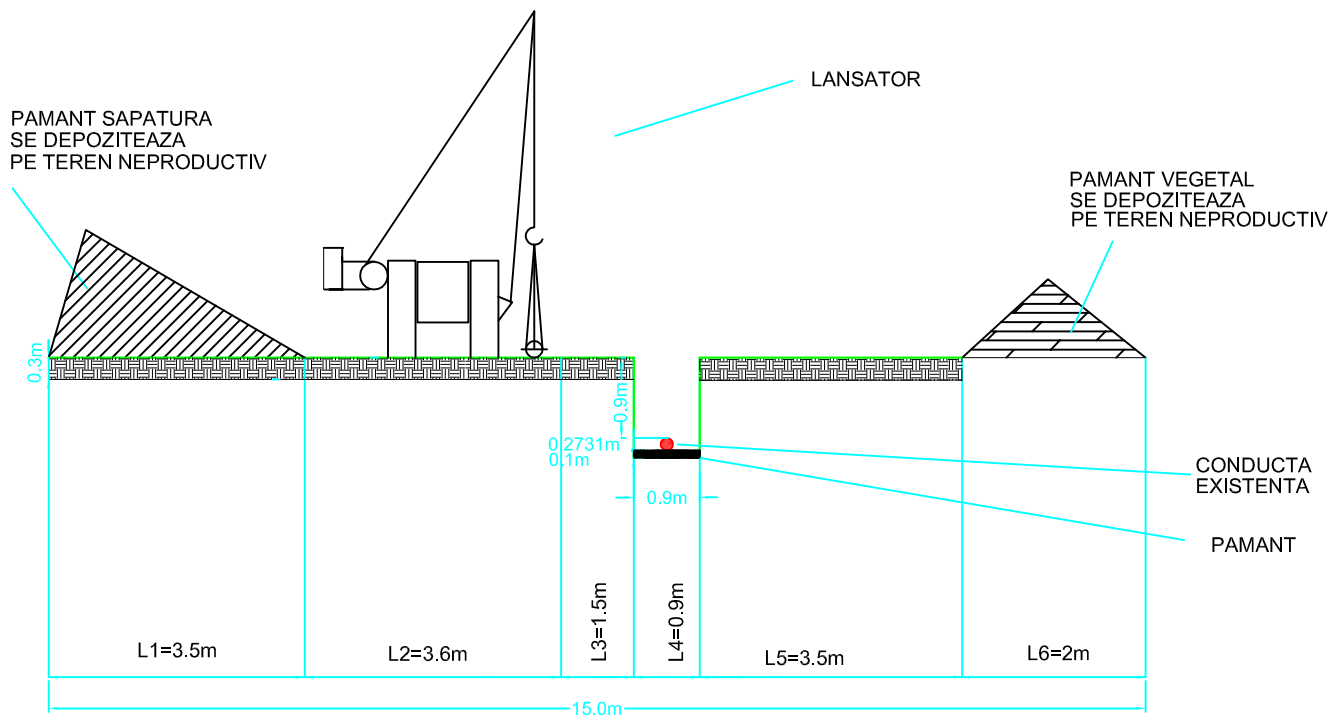 LANSATOR
PAMANT SAPATURA
SE DEPOZITEAZA
PE TEREN NEPRODUCTIV
PAMANT VEGETAL
SE DEPOZITEAZA
PE TEREN NEPRODUCTIV
0.3m
0.9m
0.2731m
0.1m
0.9m
CONDUCTA
EXISTENTA
PAMANT
L1=3.5m
L2=3.6m
L3=1.5m
L4=0.9m
L5=3.5m
L6=2m
15.0m